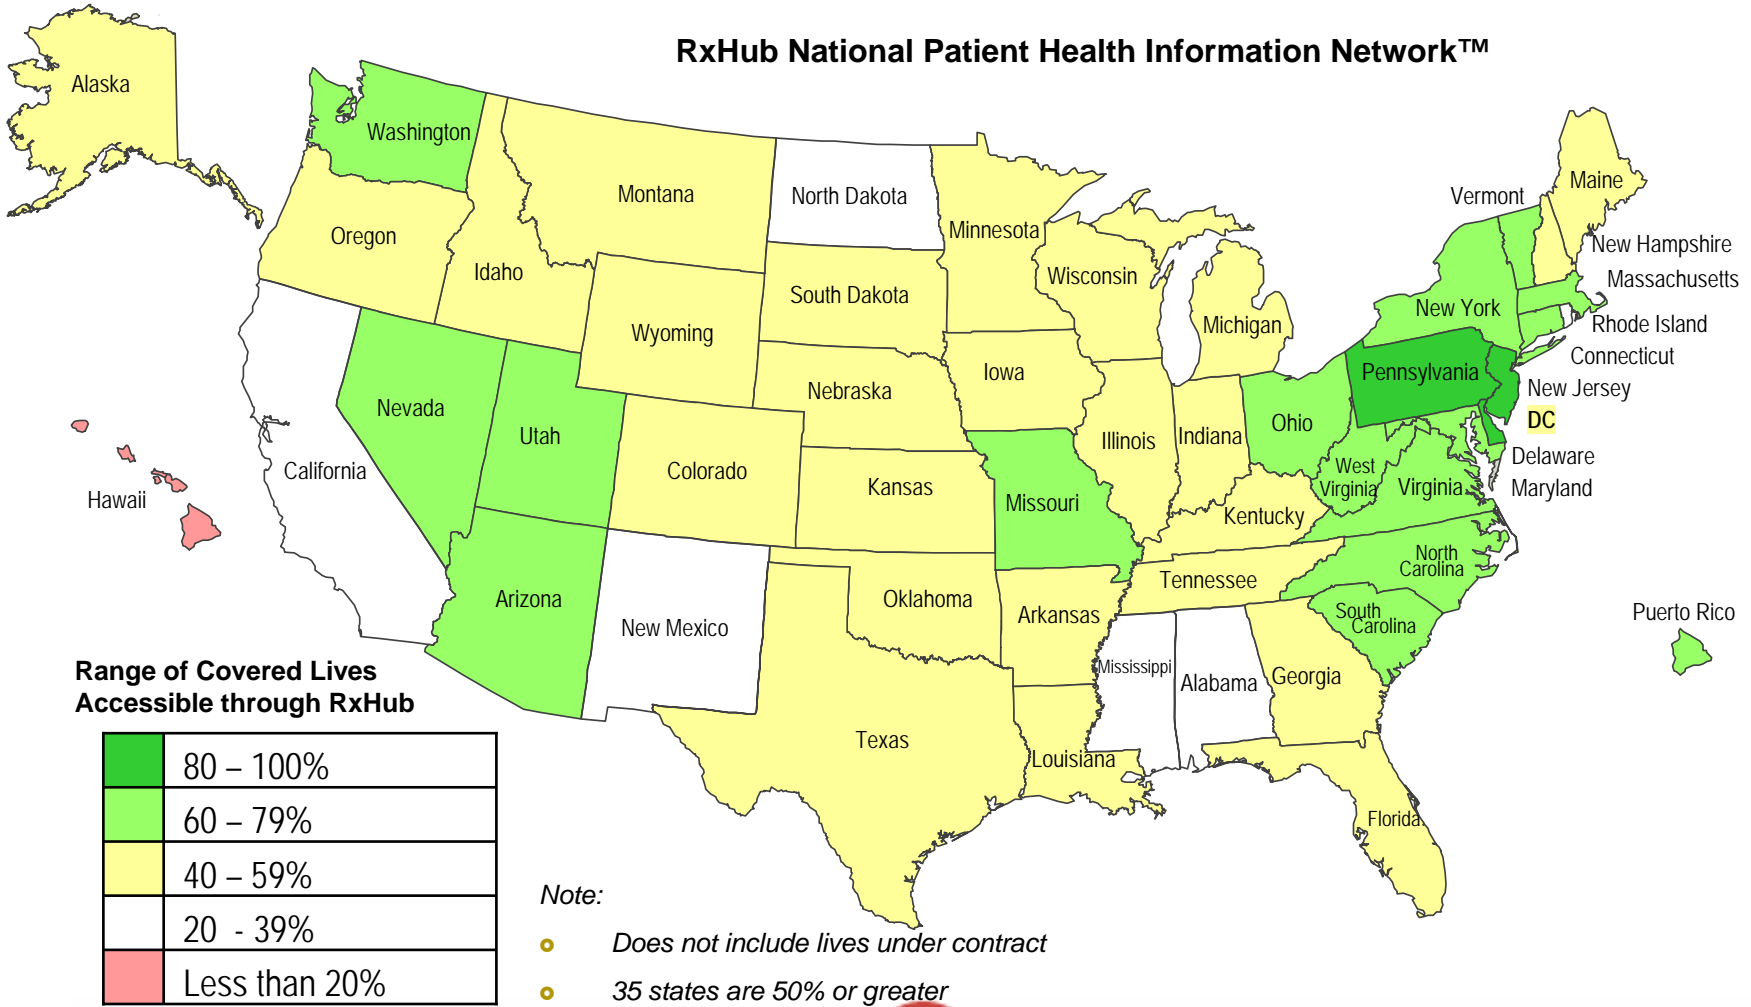 RxHub National Patient Health Information Network™
Alaska
Washington
Montana
North Dakota
Minnesota
Maine
Vermont
Oregon
Idaho
Wisconsin
New Hampshire
Massachusetts
South Dakota
Wyoming
Michigan
New York
Rhode Island
Connecticut
Pennsylvania
Iowa
Nebraska
New Jersey
DC
Nevada
Utah
Ohio
Illinois
Indiana
Delaware
Maryland
California
Colorado
Kansas
West
Virginia
Virginia
Hawaii
Missouri
Kentucky
North
Carolina
Tennessee
Arizona
Oklahoma
Arkansas
South
Carolina
Puerto Rico
New Mexico
Mississippi
Alabama
Georgia
Texas
Louisiana
Florida
Range of Covered Lives
Accessible through RxHub
80 – 100%
60 – 79%
40 – 59%
20 - 39%
Less than 20%
Note:
Does not include lives under contract
35 states are 50% or greater